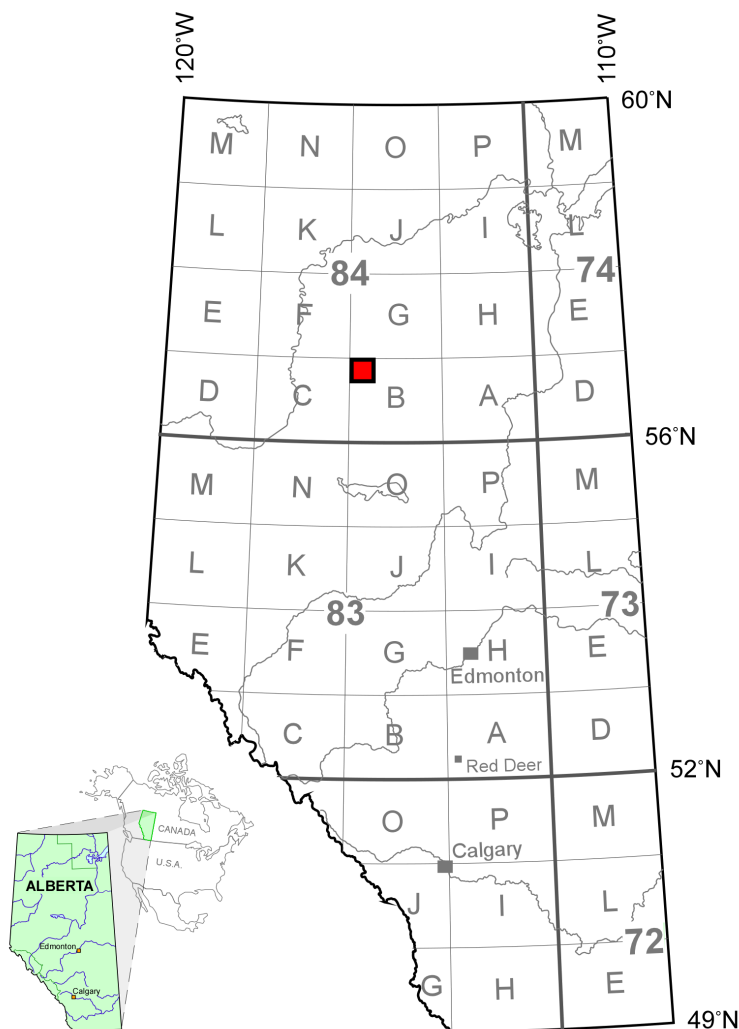 120°W
110°W
60°N
M N O P M
L K J I L
84
74
E F G H E
D C B A D
56°N
M N O P M
L K J I L
83
73
E F G H E
Edmonton
C B A D
Red Deer
52°N
O P M
Calgary
CANADA
U.S.A.
ALBERTA
J I L
72
Edmonton
Calgary
G H E
49°N